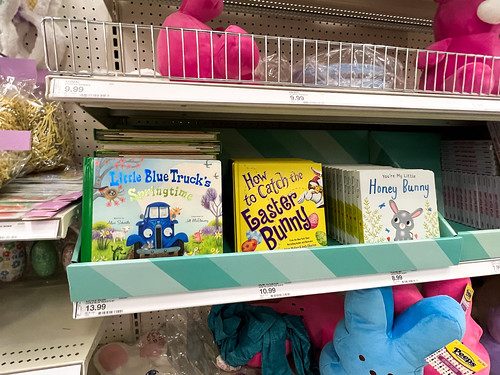 9.99
9.99
Little Blue Truck's
Springtime
How
to Catch the
Easter
Bunny
You're My Little
Honey Bunny
13.99
10.99
8.99
Peeps